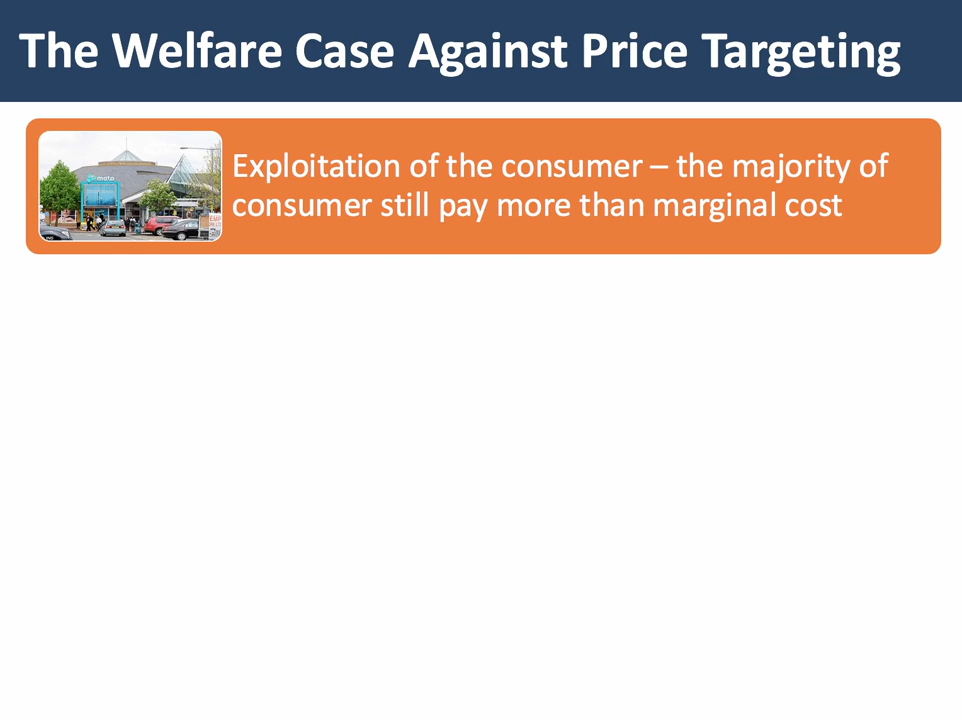 The Welfare Case Against Price Targeting
Exploitation of the consumer – the majority of
consumer still pay more than marginal cost